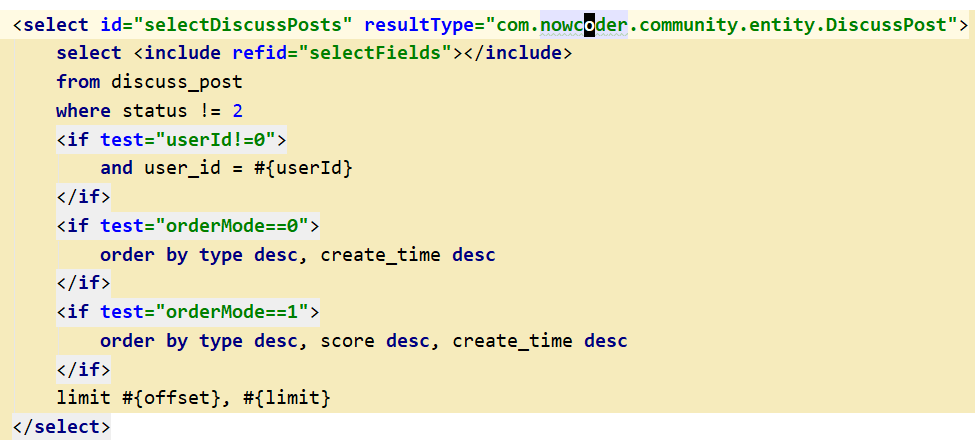 <select id="selectDiscussPosts" resultType="com.nowcoder.community.entity.DiscussPost">
select <include refid="selectFields"></include>
from discuss_post
where status != 2
<if test="userId!=0">
and user_id = #{userId}
</if>
<if test="orderMode==0">
order by type desc, create_time desc
</if>
<if test="orderMode==1">
order by type desc, score desc, create_time desc
</if>
limit #{offset}, #{limit}
</select>